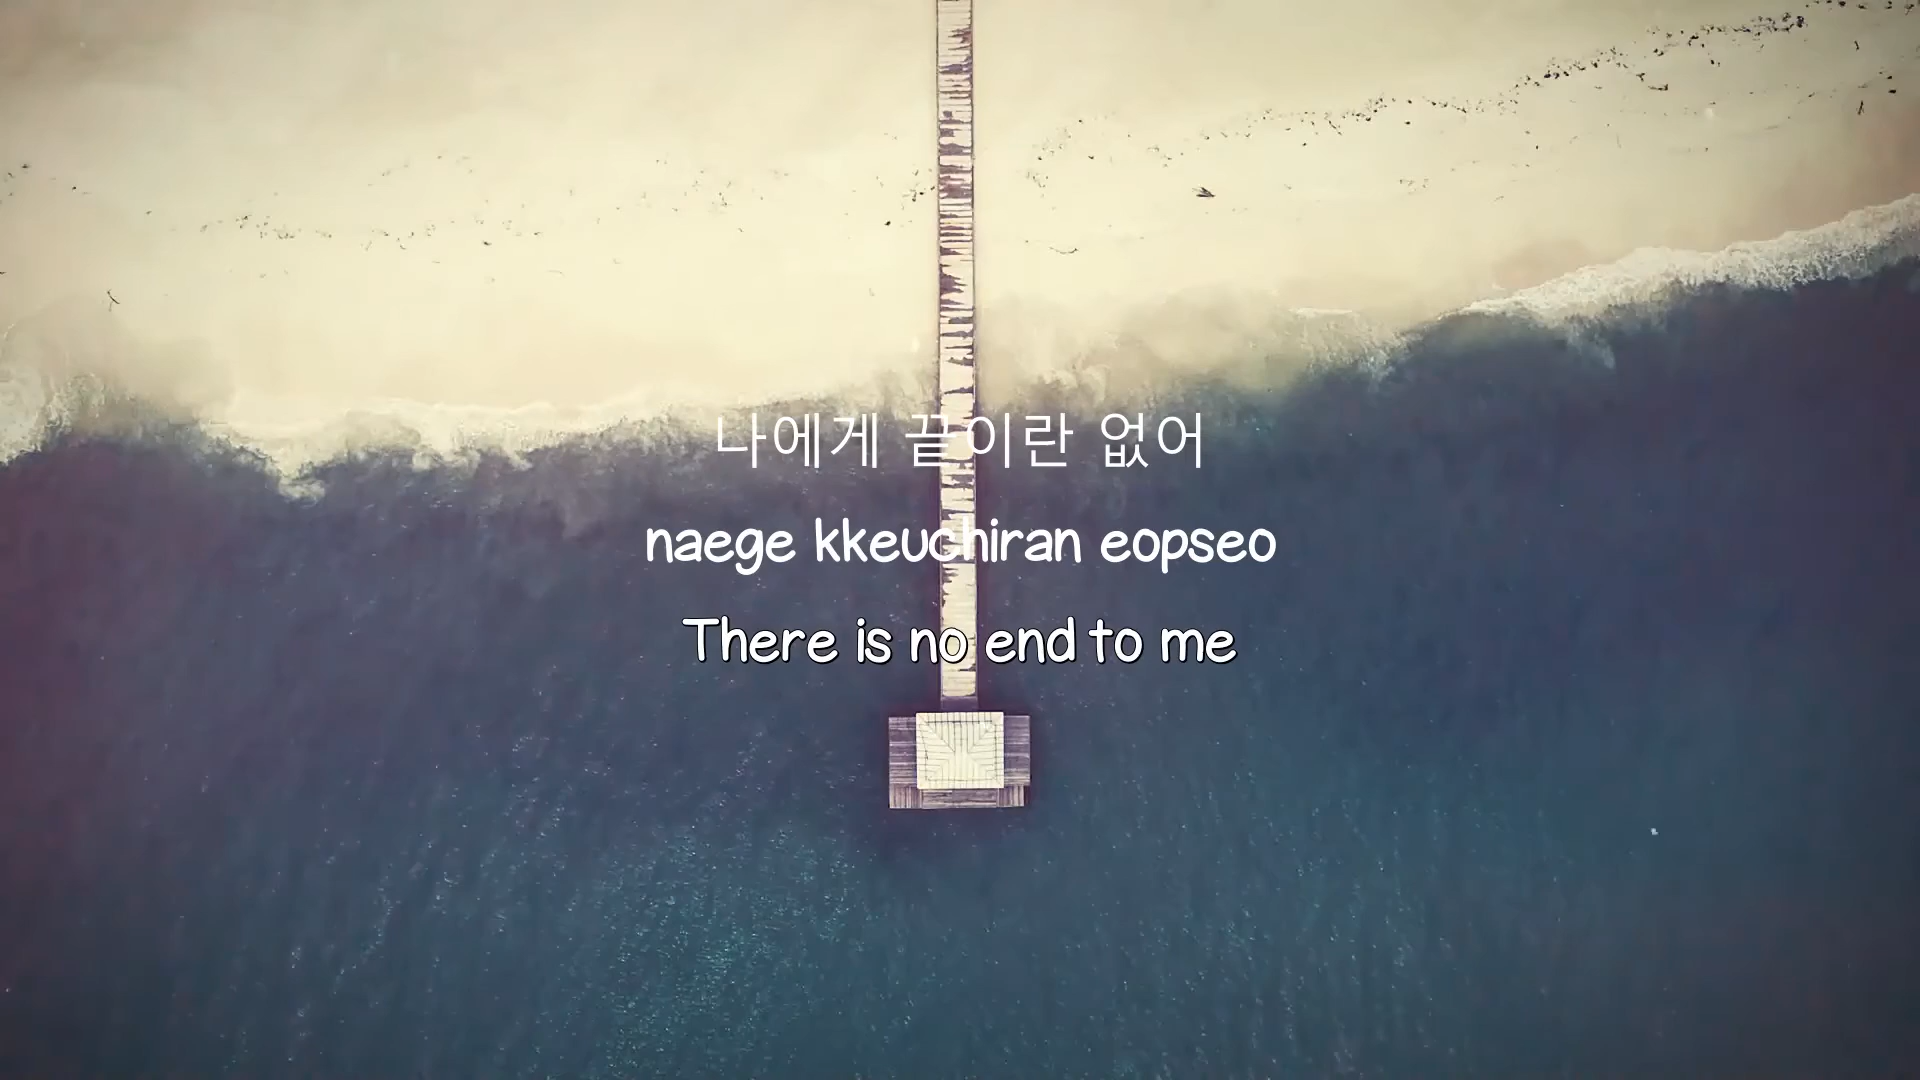 나에게 끝이란 없어
naege kkeuchiran eopseo
There is no end to me